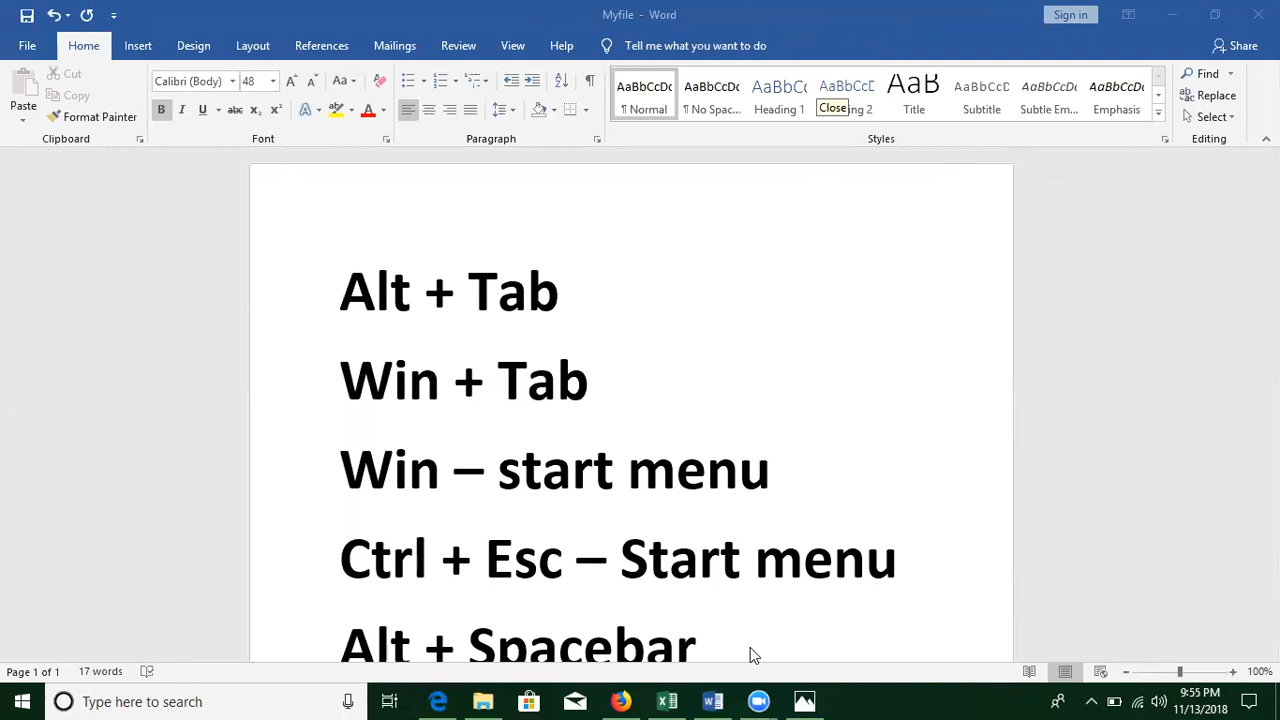 Myfile - Word
Sign in
File Home Insert Design Layout References Mailings Review View Help Tell me what you want to do Share
Paste
Cut
Copy
Format Painter
Clipboard
Calibri (Body) 48
Font
Paragraph
AaBbCcDc AaBbCcDc AaBbCc AaBbCcD AaB AaBbCcD AaBbCcDc AaBbCcDc
¶ Normal ¶ No Spac... Heading 1 Title Subtitle Subtle Em... Emphasis
Close
Styles
Find
Replace
Select
Editing
Alt + Tab
Win + Tab
Win – start menu
Ctrl + Esc – Start menu
Alt + Spacebar
Page 1 of 1 17 words 100%
Type here to search
9:55 PM
11/13/2018